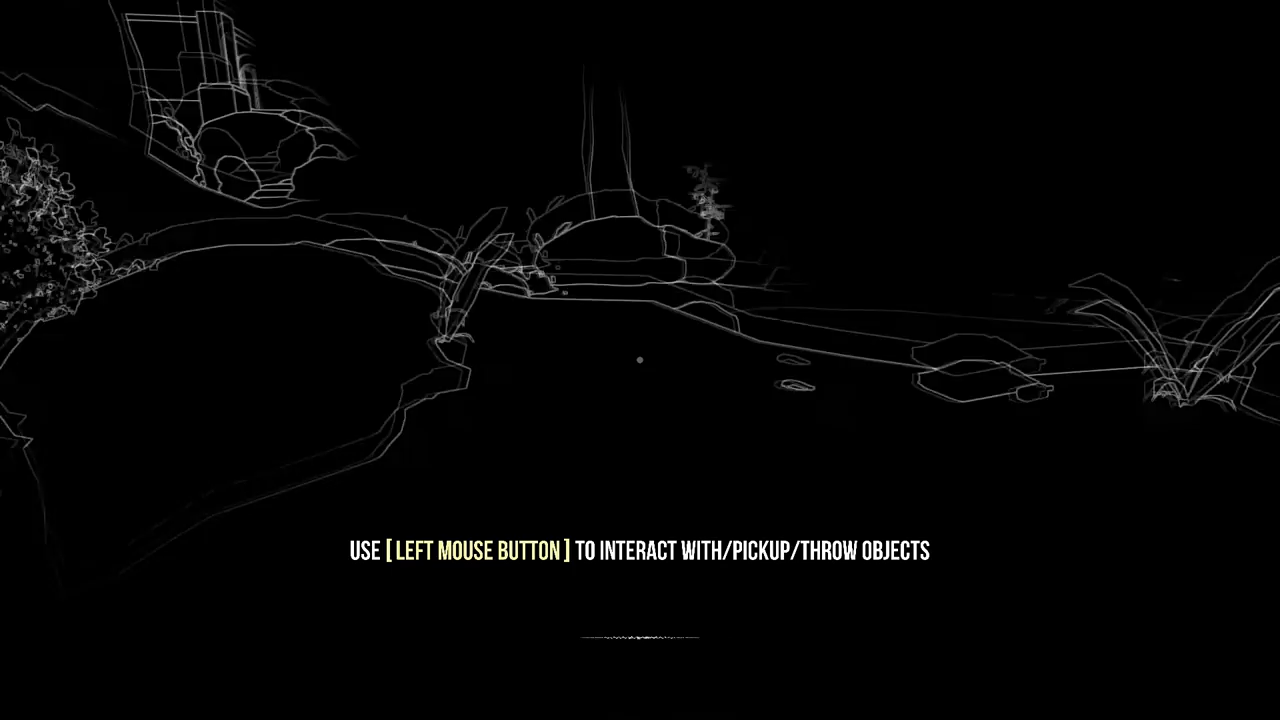 USE [ LEFT MOUSE BUTTON ] TO INTERACT WITH/PICKUP/THROW OBJECTS